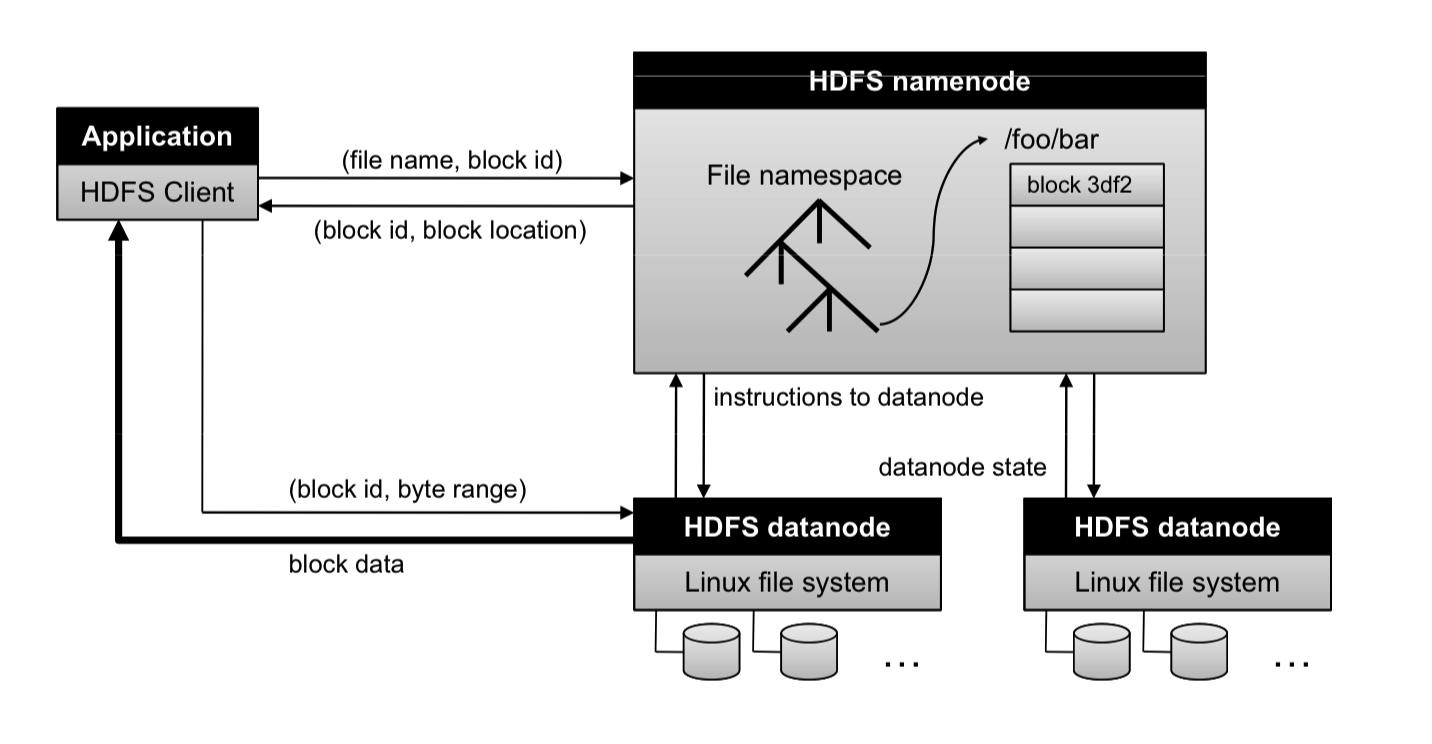 HDFS namenode
Application
HDFS Client
(file name, block id)
(block id, block location)
File namespace
/foo/bar
block 3df2
instructions to datanode
datanode state
(block id, byte range)
block data
HDFS datanode
Linux file system
...
HDFS datanode
Linux file system
...